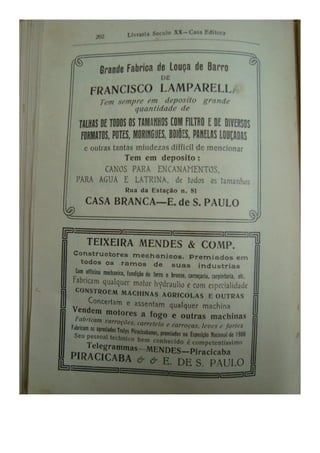 202 Livraria Seculo XX—Casa Editora
Grande Fabrica de Louça de Barro
DE
FRANCISCO LAMPARELLI
Tem sempre em deposito grande
quantidade de
TALHAS DE TODOS OS TAMANHOS COM FILTRO E DE DIVERSOS
FORMATOS, POTES, MORINGUES, BOIÕES, PANELAS LOUÇADAS
e outras tantas miudezas difficil de mencionar
Tem em deposito:
CANOS PARA ENCANAMENTOS,
PARA AGUA E LATRINA, de todos os tamanhos
Rua da Estação n. 81
CASA BRANCA—E. de S. PAULO
TEIXEIRA MENDES & COMP.
Constructores mechanicos. Premiados em
todos os ramos de suas industrias
Com officina mechanica, fundição de ferro e bronze, carroçaria, carpintaria, etc.
Fabricam qualquer motor hydraulico e com especialidade
CONSTROEM MACHINAS AGRICOLAS E OUTRAS
Concertam e assentam qualquer machina
Vendem motores a fogo e outras machinas
Fabricam carroções, carretela e carroças, leves e fortes
Fabricam os aprovados Trolys Piracicabanos, premiados na Exposição Nacional de 1908
Seu pessoal technico bem conhecido é competentissimo
Telegrammas—MENDES—Piracicaba
PIRACICABA & & E. DE S. PAULO